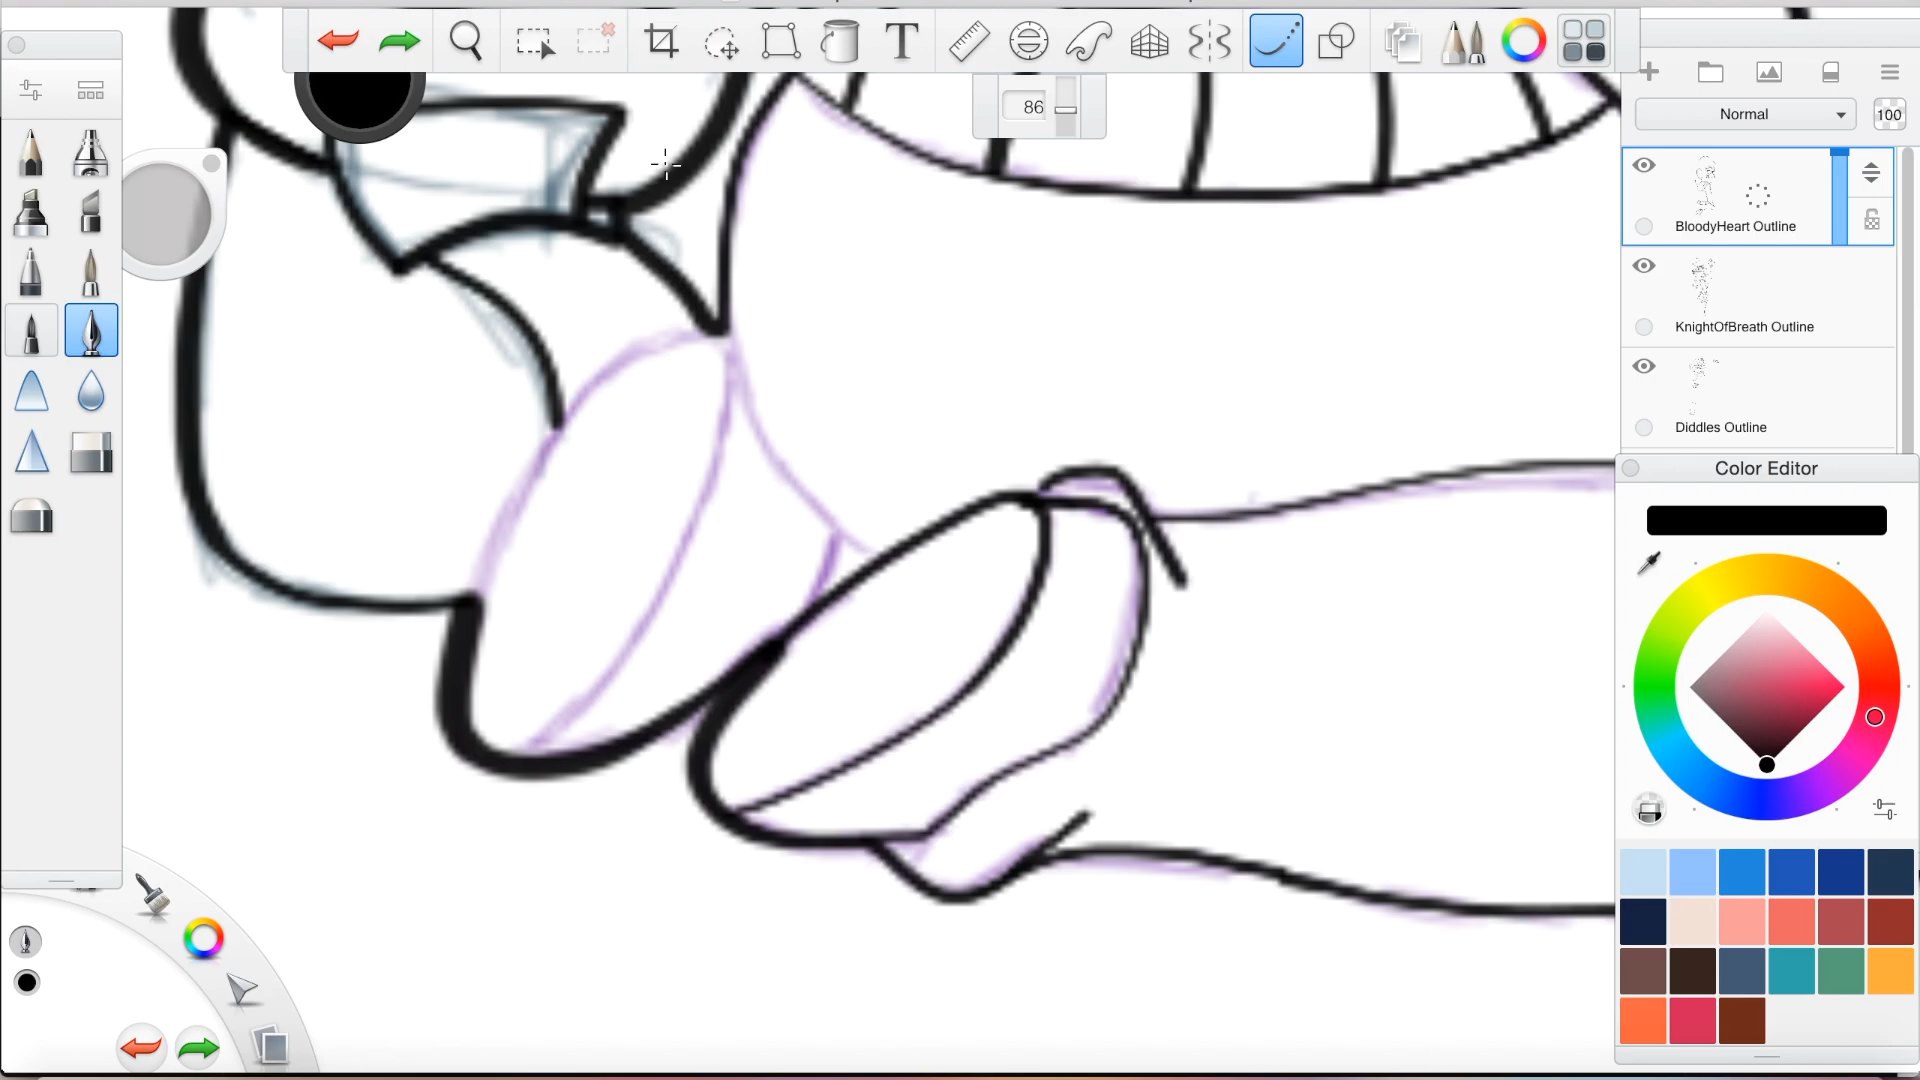 T
86
Normal
100
BloodyHeart Outline
KnightOfBreath Outline
Diddles Outline
Color Editor